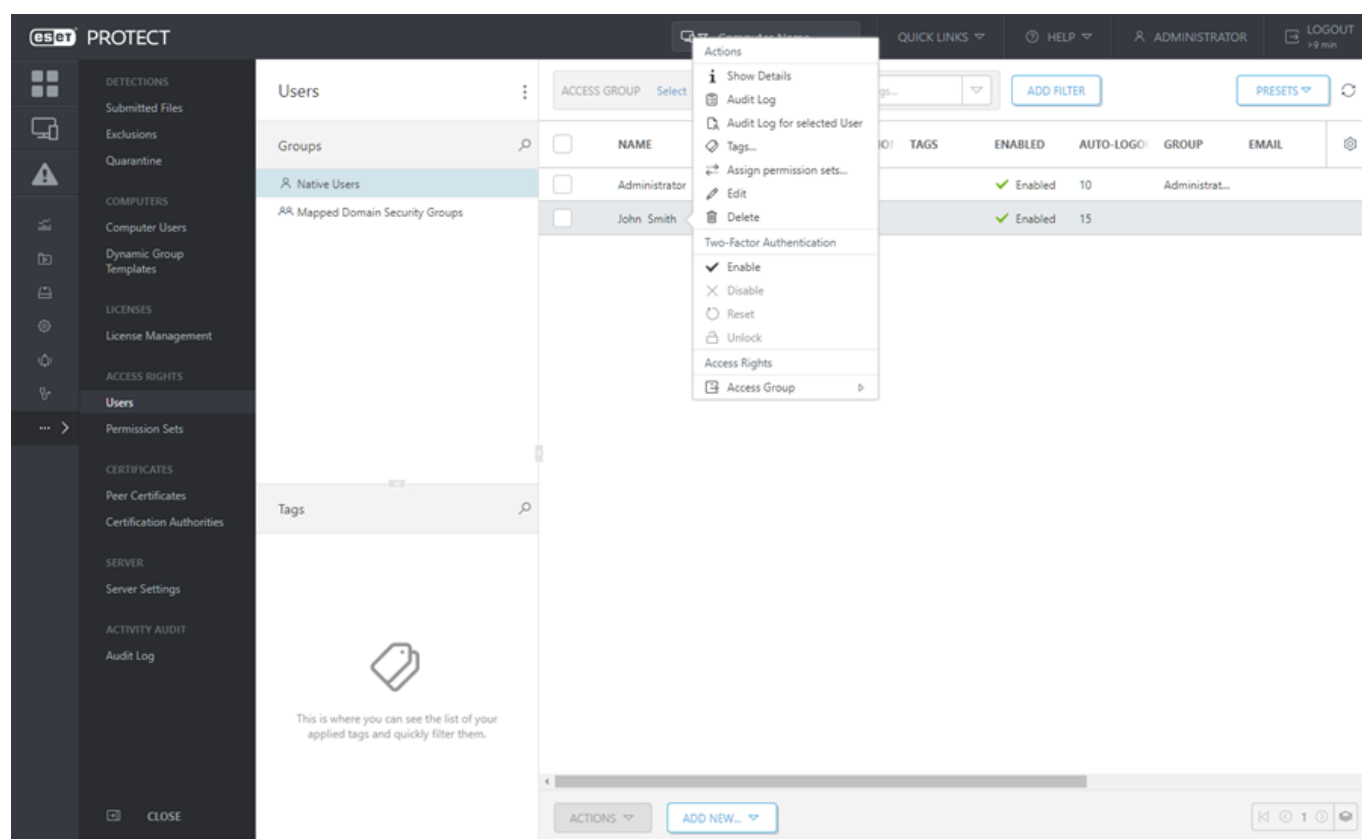 eset PROTECT
Computer Name
QUICK LINKS
HELP
ADMINISTRATOR
LOGOUT
>9 min
DETECTIONS
Submitted Files
Exclusions
Quarantine
COMPUTERS
Computer Users
Dynamic Group
Templates
LICENSES
License Management
ACCESS RIGHTS
Users
Permission Sets
CERTIFICATES
Peer Certificates
Certification Authorities
SERVER
Server Settings
ACTIVITY AUDIT
Audit Log
CLOSE
Users
Groups
Native Users
Mapped Domain Security Groups
Tags
This is where you can see the list of your
applied tags and quickly filter them.
ACCESS GROUP Select
ADD FILTER
PRESETS
NAME TAGS ENABLED AUTO-LOGO GROUP EMAIL
Administrator Enabled 10 Administrat...
John Smith Enabled 15
Actions
Show Details
Audit Log
Audit Log for selected User
Tags...
Assign permission sets...
Edit
Delete
Two-Factor Authentication
Enable
Disable
Reset
Unlock
Access Rights
Access Group
ACTIONS
ADD NEW...
1